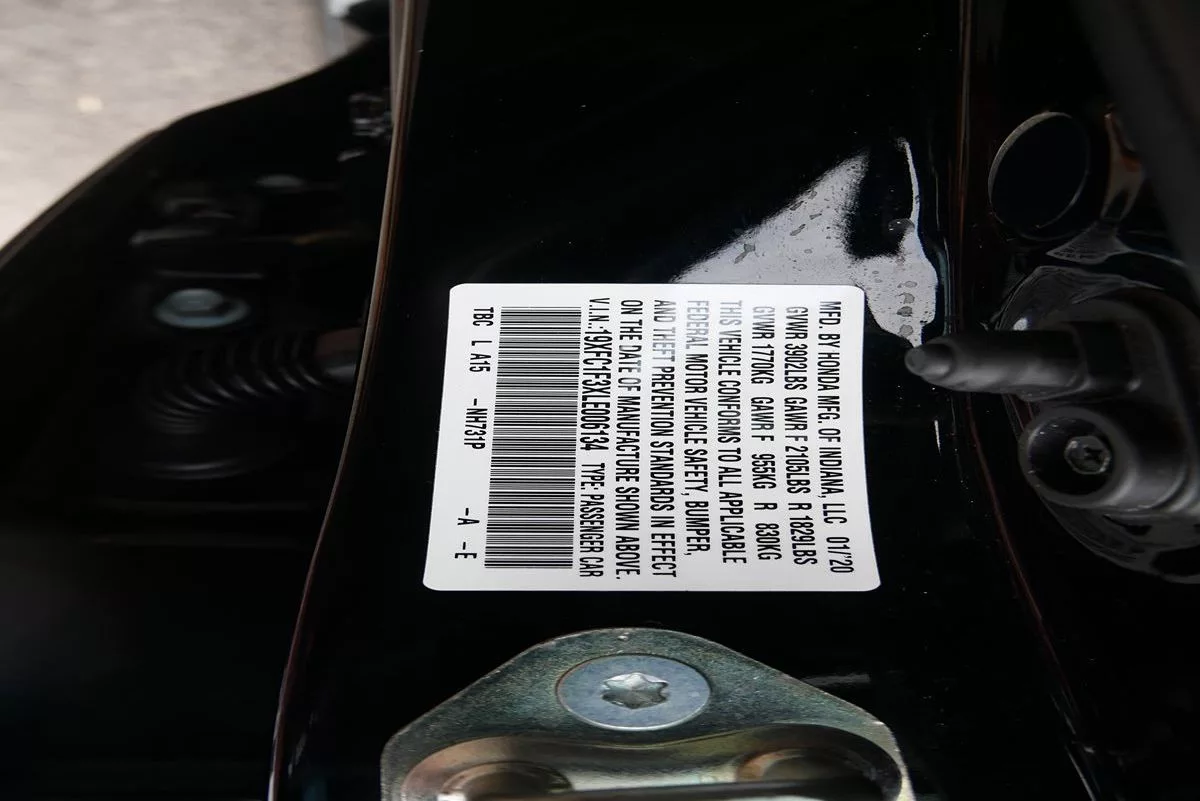 MFD. BY HONDA MFG. OF INDIANA, LLC 01/'20
GVWR 3902LBS GAWR F 2105LBS R 1829LBS
GVWR 1770KG GAWR F 955KG R 830KG
THIS VEHICLE CONFORMS TO ALL APPLICABLE
FEDERAL MOTOR VEHICLE SAFETY, BUMPER,
AND THEFT PREVENTION STANDARDS IN EFFECT
ON THE DATE OF MANUFACTURE SHOWN ABOVE.
V.I.N.:19XFC1F3XLE006134 TYPE: PASSENGER CAR
TBC L A15 -NH731P -A -E